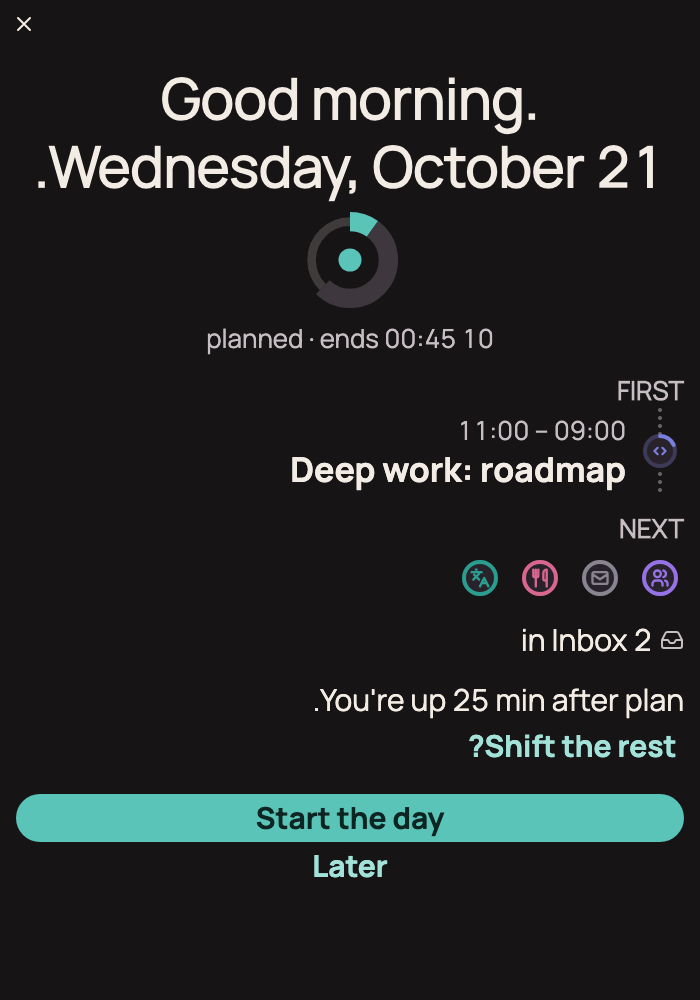 Good morning.
.Wednesday, October 21
planned · ends 00:45 10
FIRST
11:00 – 09:00
Deep work: roadmap
NEXT
in Inbox 2
.You're up 25 min after plan
?Shift the rest
Start the day
Later